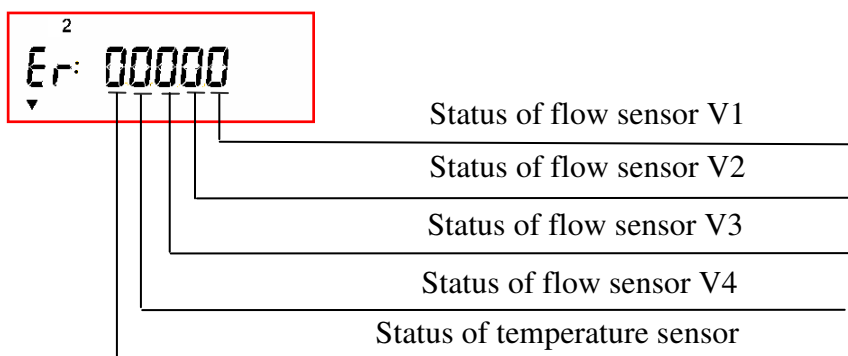 2
Er: 00000
Status of flow sensor V1
Status of flow sensor V2
Status of flow sensor V3
Status of flow sensor V4
Status of temperature sensor